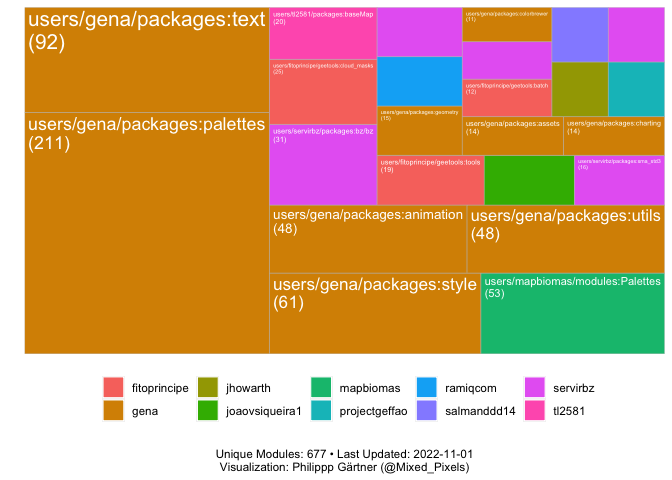 users/gena/packages:text
(92)
users/gena/packages:palettes
(211)
users/tl2581/packages:baseMap
(20)
users/fitoprincipe/geetools:cloud_masks
(25)
users/servirbz/packages:bz/bz
(31)
users/gena/packages:colorbrewer
(11)
users/fitoprincipe/geetools:batch
(12)
users/gena/packages:geometry
(15)
users/gena/packages:assets
(14)
users/gena/packages:charting
(14)
users/fitoprincipe/geetools:tools
(19)
(16)
users/gena/packages:animation
(48)
users/gena/packages:utils
(48)
users/gena/packages:style
(61)
users/mapbiomas/modules:Palettes
(53)
fitoprincipe
jhowarth
mapbiomas
ramiqcom
servirbz
gena
joaovsiqueira1
projectgeffao
salmanddd14
tl2581
Unique Modules: 677 • Last Updated: 2022-11-01
Visualization: Philippp Gärtner (@Mixed_Pixels)